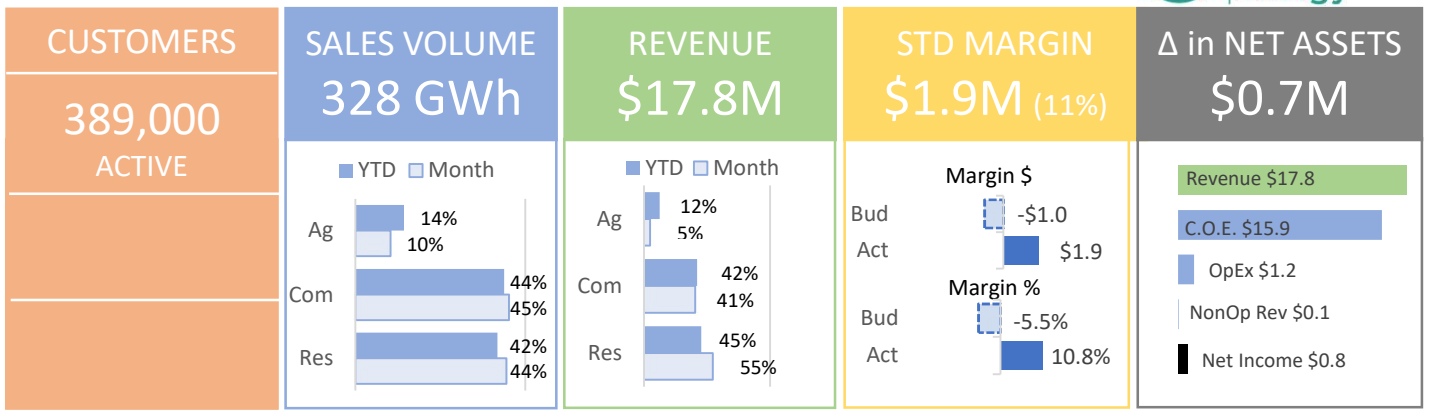 CUSTOMERS
389,000
ACTIVE
SALES VOLUME
328 GWh
YTD Month
Ag
14%
10%
Com
44%
45%
Res
42%
44%
REVENUE
$17.8M
YTD Month
Ag
12%
5%
Com
42%
41%
Res
45%
55%
STD MARGIN
$1.9M (11%)
Margin $
Bud -$1.0
Act $1.9
Margin %
Bud -5.5%
Act 10.8%
Δ in NET ASSETS
$0.7M
Revenue $17.8
C.O.E. $15.9
OpEx $1.2
NonOp Rev $0.1
Net Income $0.8